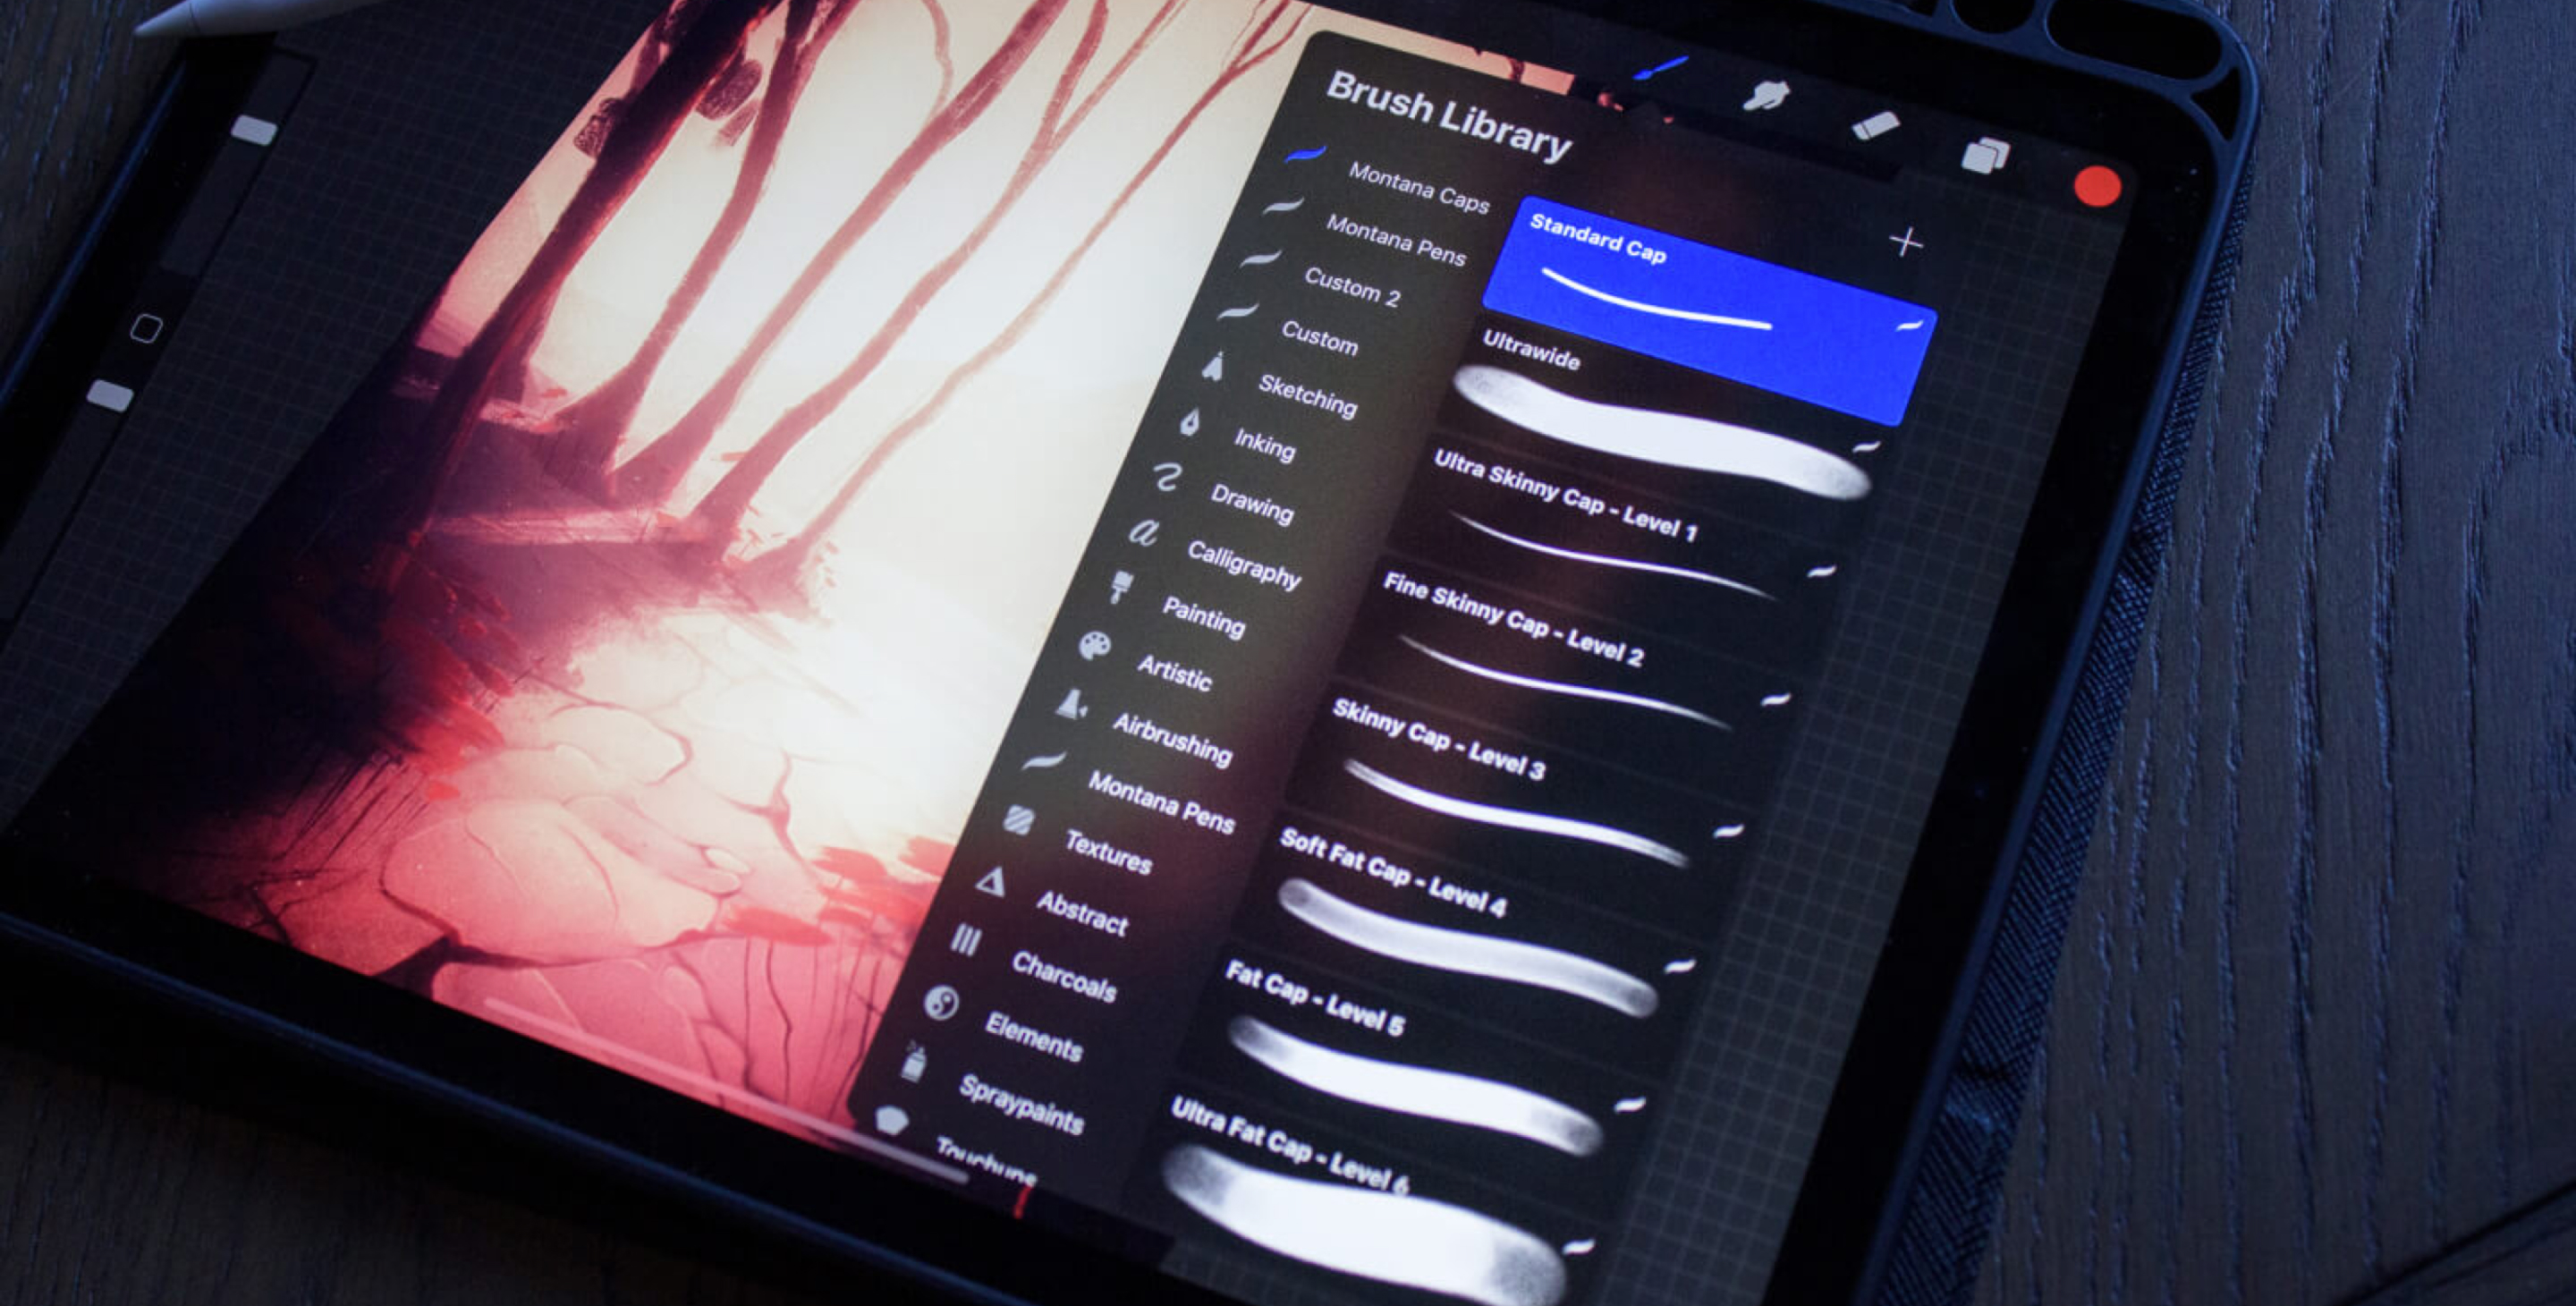 Brush Library
Montana Caps
Montana Pens
Custom 2
Custom
Sketching
Inking
Drawing
Calligraphy
Painting
Artistic
Airbrushing
Montana Pens
Textures
Abstract
Charcoals
Elements
Spraypaints
Standard Cap
Ultrawide
Ultra Skinny Cap - Level 1
Fine Skinny Cap - Level 2
Skinny Cap - Level 3
Soft Fat Cap - Level 4
Fat Cap - Level 5
Ultra Fat Cap - Level 6